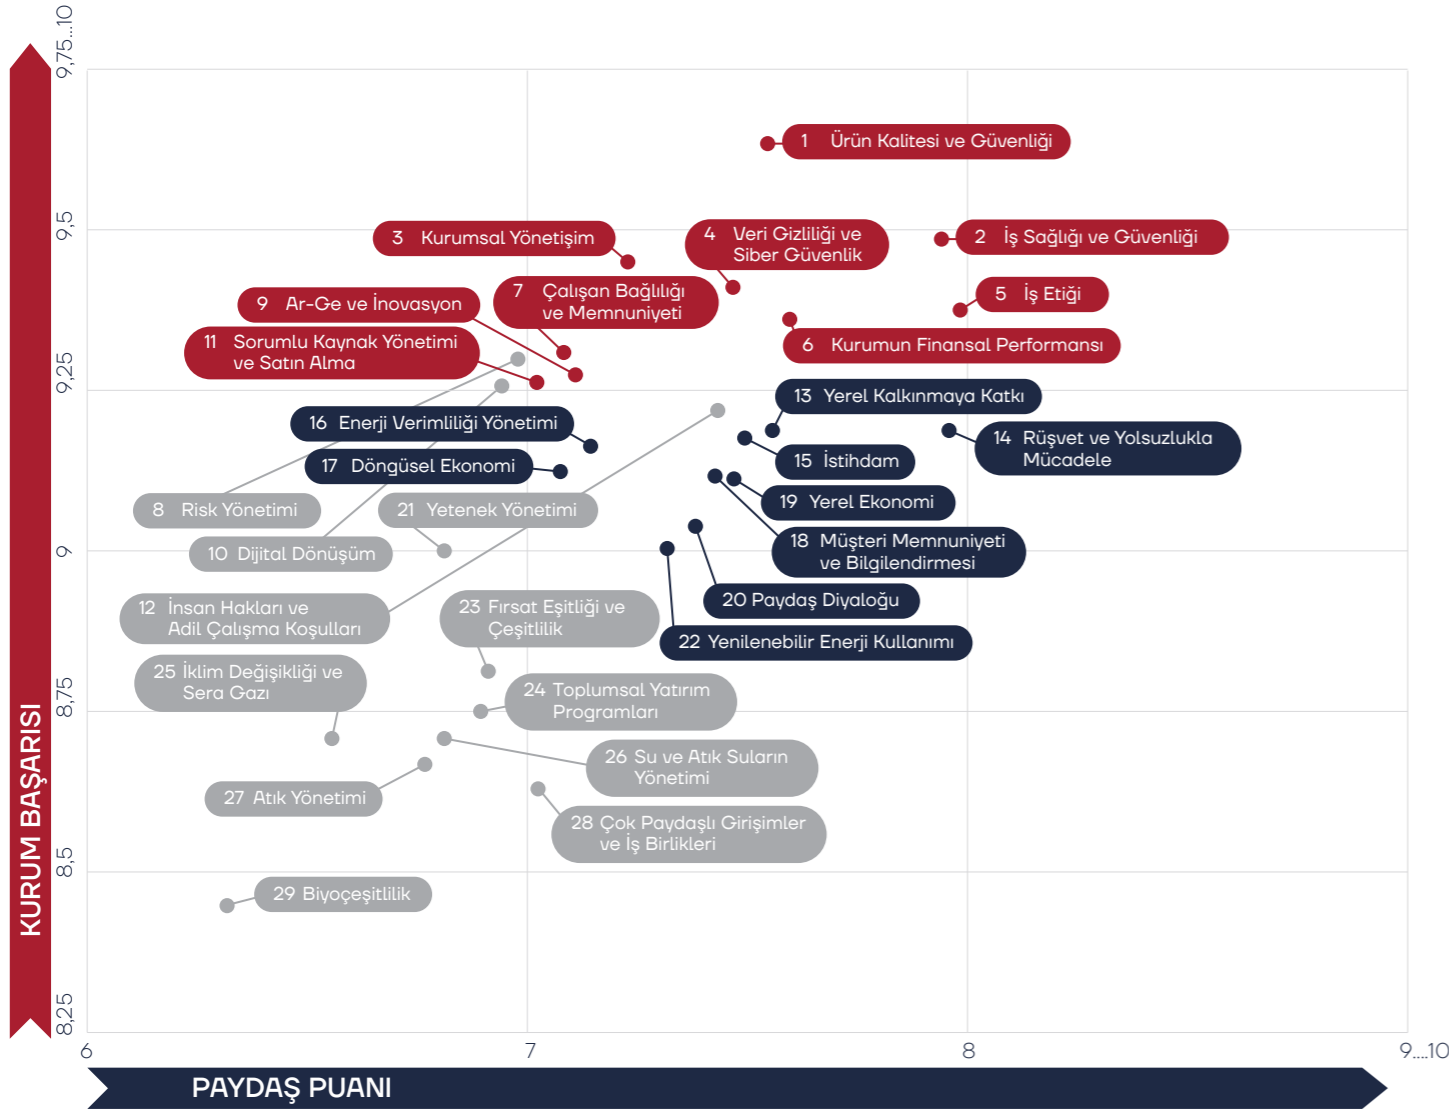 9,75....10
1 Ürün Kalitesi ve Güvenliği
9,5
3 Kurumsal Yönetişim
4 Veri Gizliliği ve
Siber Güvenlik
2 İş Sağlığı ve Güvenliği
9 Ar-Ge ve İnovasyon
7 Çalışan Bağlılığı
ve Memnuniyeti
5 İş Etiği
11 Sorumlu Kaynak Yönetimi
ve Satın Alma
6 Kurumun Finansal Performansı
9,25
13 Yerel Kalkınmaya Katkı
16 Enerji Verimliliği Yönetimi
14 Rüşvet ve Yolsuzlukla
Mücadele
17 Döngüsel Ekonomi
15 İstihdam
8 Risk Yönetimi
21 Yetenek Yönetimi
19 Yerel Ekonomi
9
10 Dijital Dönüşüm
18 Müşteri Memnuniyeti
ve Bilgilendirmesi
12 İnsan Hakları ve
Adil Çalışma Koşulları
23 Fırsat Eşitliği ve
Çeşitlilik
20 Paydaş Diyaloğu
22 Yenilenebilir Enerji Kullanımı
25 İklim Değişikliği ve
Sera Gazı
8,75
24 Toplumsal Yatırım
Programları
26 Su ve Atık Suların
Yönetimi
27 Atık Yönetimi
28 Çok Paydaşlı Girişimler
ve İş Birlikleri
8,5
29 Biyoçeşitlilik
KURUM BAŞARISI
8,25
6
7
8
9....10
PAYDAŞ PUANI